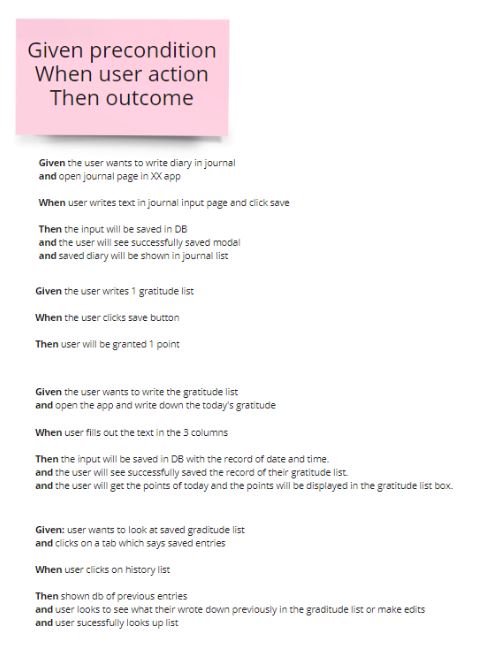 Given precondition
When user action
Then outcome
Given the user wants to write diary in journal
and open journal page in XX app
When user writes text in journal input page and click save
Then the input will be saved in DB
and the user will see successfully saved modal
and saved diary will be shown in journal list
Given the user writes 1 gratitude list
When the user clicks save button
Then user will be granted 1 point
Given the user wants to write the gratitude list
and open the app and write down the today's gratitude
When user fills out the text in the 3 columns
Then the input will be saved in DB with the record of date and time.
and the user will see successfully saved the record of their gratitude list.
and the user will get the points of today and the points will be displayed in the gratitude list box.
Given: user wants to look at saved graditude list
and clicks on a tab which says saved entries
When user clicks on history list
Then shown db of previous entries
and user looks to see what their wrote down previously in the graditude list or make edits
and user sucessfully looks up list